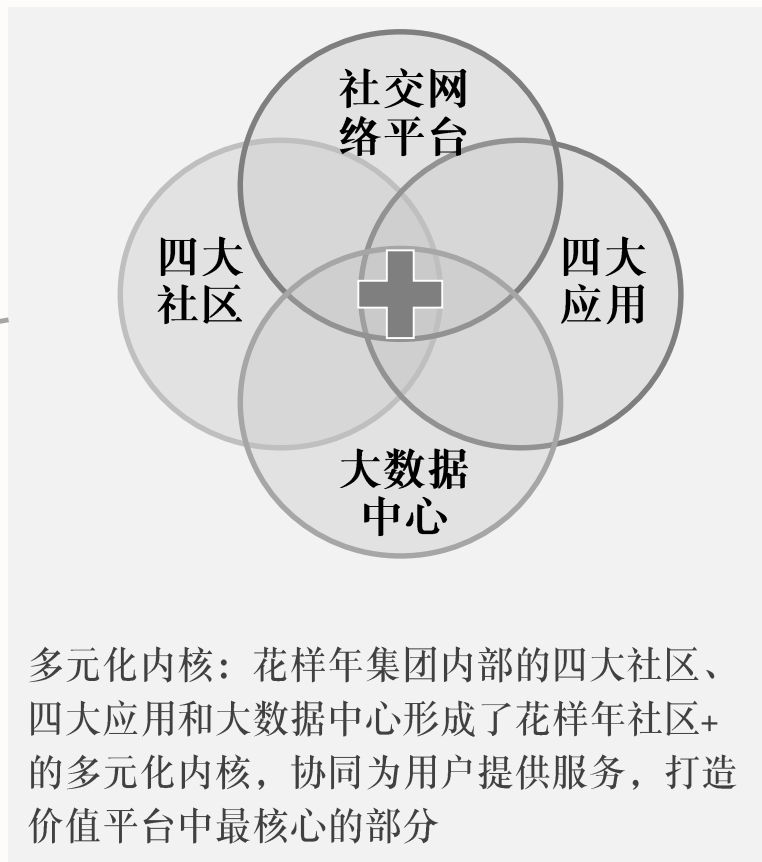 社交网
络平台
四大
社区
四大
应用
大数据
中心
多元化内核：花样年集团内部的四大社区、
四大应用和大数据中心形成了花样年社区+
的多元化内核，协同为用户提供服务，打造
价值平台中最核心的部分